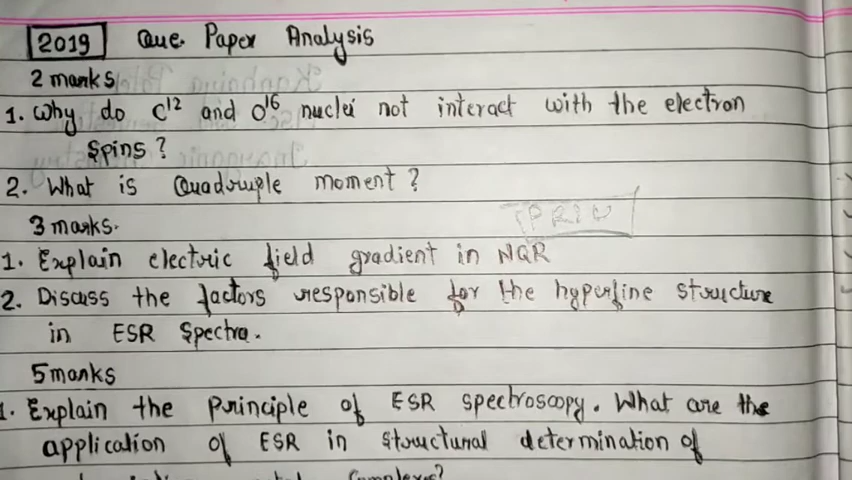 2019 Que. Paper Analysis
2 marks
1. Why do C¹² and O¹⁶ nuclei not interact with the electron
spins?
2. What is Quadruple moment?
3 marks.
1. Explain electric field gradient in NQR
2. Discuss the factors responsible for the hyperfine structure
in ESR Spectra.
5 marks
1. Explain the principle of ESR spectroscopy. What are the
application of ESR in structural determination of
complexes?